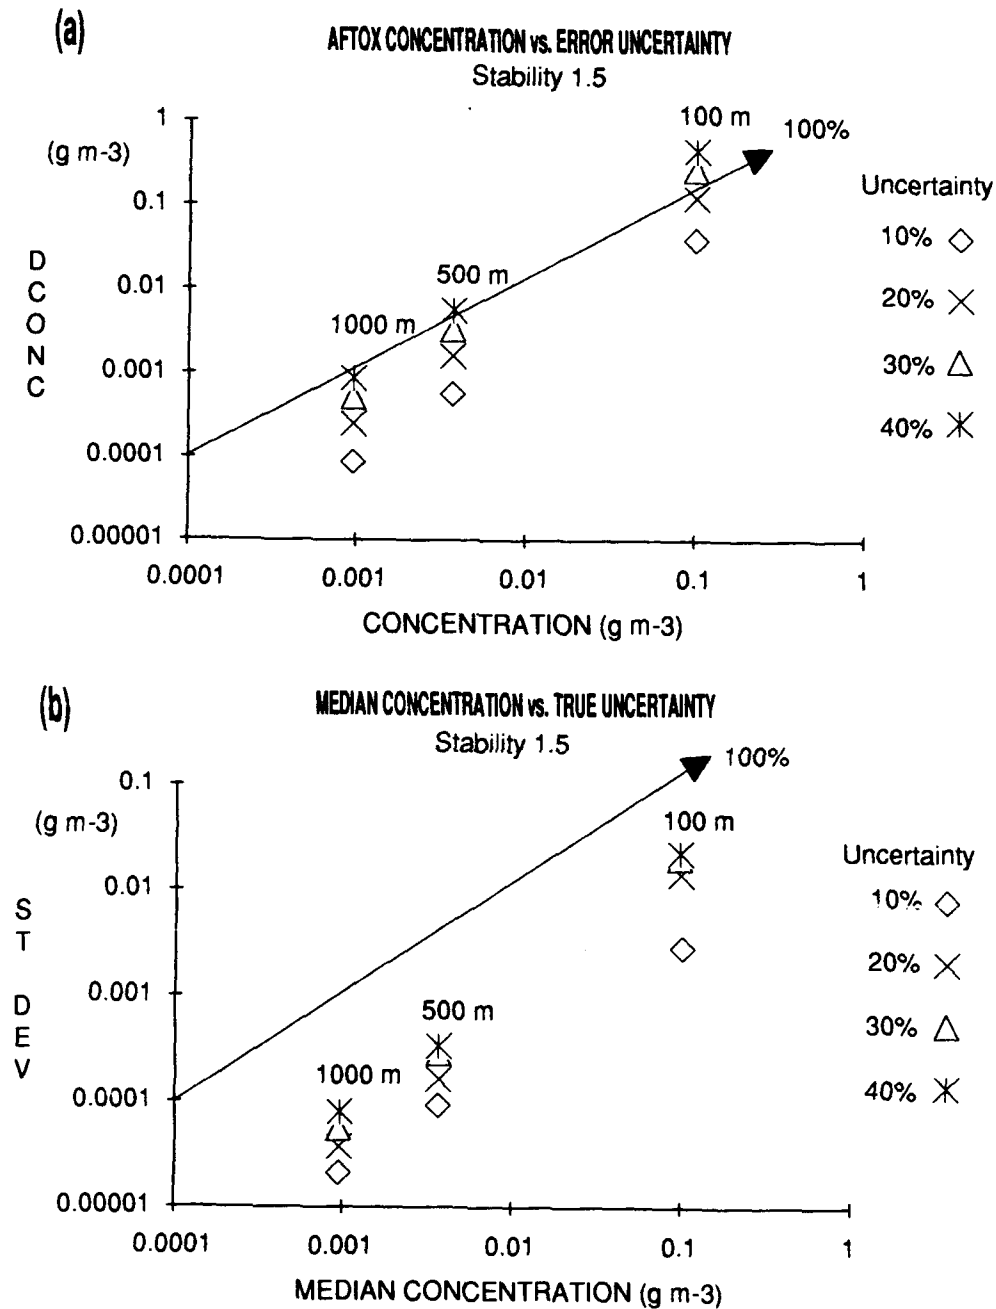 (a)
AFTOX CONCENTRATION vs. ERROR UNCERTAINTY
Stability 1.5
1
(g m-3)
0.1
0.01
0.001
0.0001
0.00001
D
C
O
N
C
100 m
100%
500 m
1000 m
Uncertainty
10%
20%
30%
40%
0.0001
0.001
0.01
0.1
1
CONCENTRATION (g m-3)
(b)
MEDIAN CONCENTRATION vs. TRUE UNCERTAINTY
Stability 1.5
0.1
(g m-3)
0.01
0.001
0.0001
0.00001
S
T
D
E
V
100%
100 m
500 m
1000 m
Uncertainty
10%
20%
30%
40%
0.0001
0.001
0.01
0.1
1
MEDIAN CONCENTRATION (g m-3)